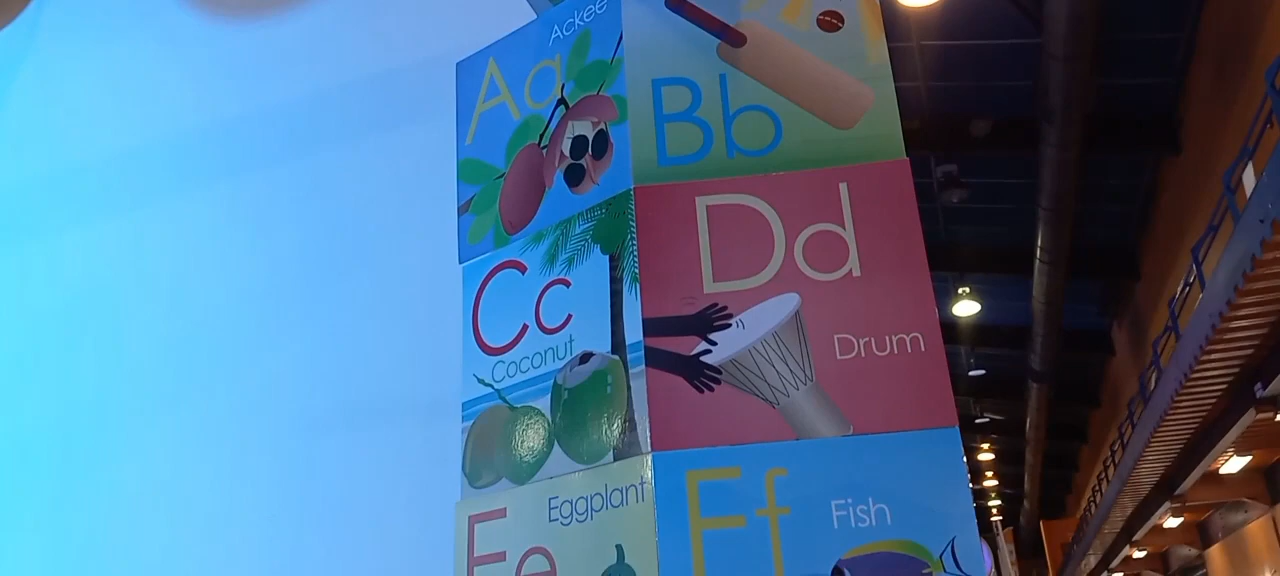 Ackee
Aa
Bb
Cc
Coconut
Dd
Drum
Eggplant
Ee
Ff
Fish